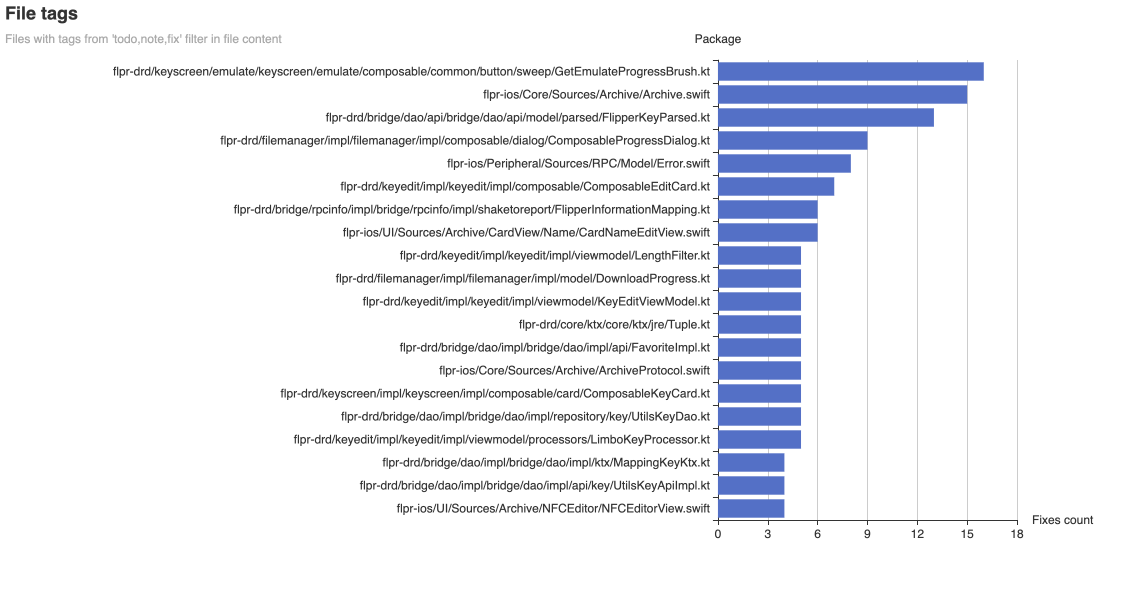 File tags
Files with tags from 'todo,note,fix' filter in file content
Package
flpr-drd/keyscreen/emulate/keyscreen/emulate/composable/common/button/sweep/GetEmulateProgressBrush.kt
flpr-ios/Core/Sources/Archive/Archive.swift
flpr-drd/bridge/dao/api/bridge/dao/api/model/parsed/FlipperKeyParsed.kt
flpr-drd/filemanager/impl/filemanager/impl/composable/dialog/ComposableProgressDialog.kt
flpr-ios/Peripheral/Sources/RPC/Model/Error.swift
flpr-drd/keyedit/impl/keyedit/impl/composable/ComposableEditCard.kt
flpr-drd/bridge/rpcinfo/impl/bridge/rpcinfo/impl/shaketoreport/FlipperInformationMapping.kt
flpr-ios/UI/Sources/Archive/CardView/Name/CardNameEditView.swift
flpr-drd/keyedit/impl/keyedit/impl/viewmodel/LengthFilter.kt
flpr-drd/filemanager/impl/filemanager/impl/model/DownloadProgress.kt
flpr-drd/keyedit/impl/keyedit/impl/viewmodel/KeyEditViewModel.kt
flpr-drd/core/ktx/core/ktx/jre/Tuple.kt
flpr-drd/bridge/dao/impl/bridge/dao/impl/api/FavoriteImpl.kt
flpr-ios/Core/Sources/Archive/ArchiveProtocol.swift
flpr-drd/keyscreen/impl/keyscreen/impl/composable/card/ComposableKeyCard.kt
flpr-drd/bridge/dao/impl/bridge/dao/impl/repository/key/UtilsKeyDao.kt
flpr-drd/keyedit/impl/keyedit/impl/viewmodel/processors/LimboKeyProcessor.kt
flpr-drd/bridge/dao/impl/bridge/dao/impl/ktx/MappingKeyKtx.kt
flpr-drd/bridge/dao/impl/bridge/dao/impl/api/key/UtilsKeyApiImpl.kt
flpr-ios/UI/Sources/Archive/NFCEditor/NFCEditorView.swift
Fixes count
0 3 6 9 12 15 18